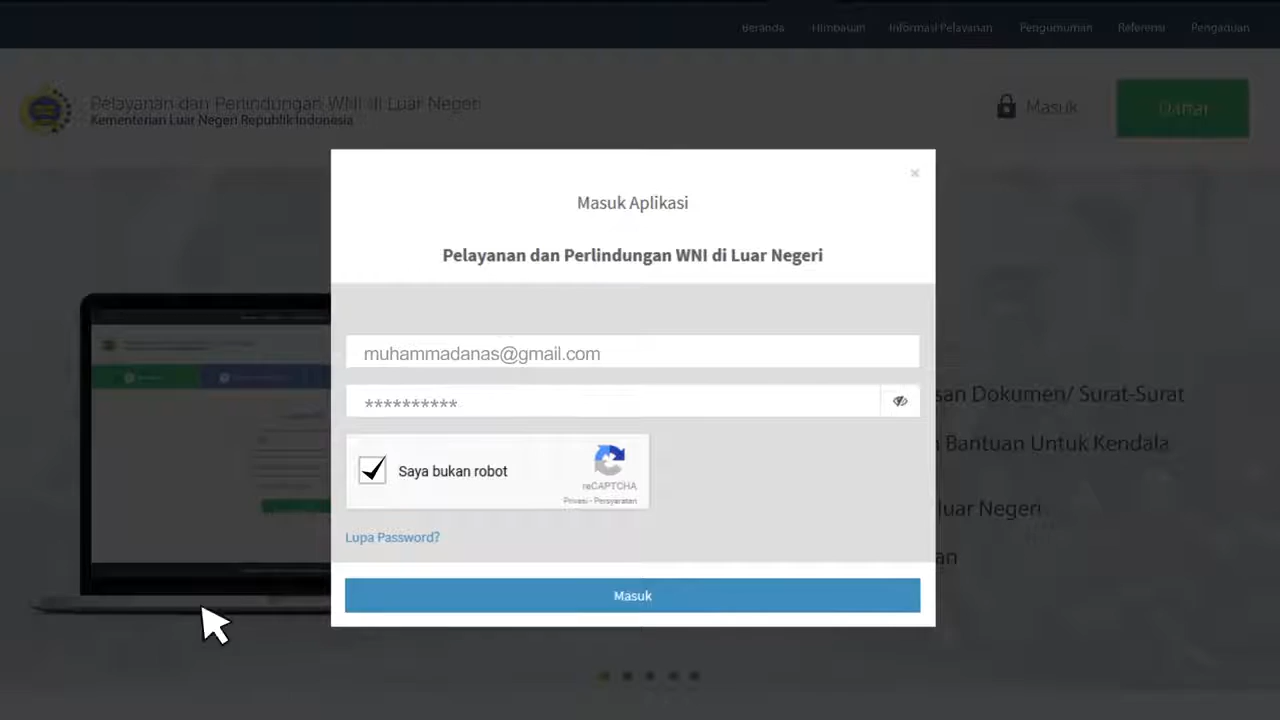 Beranda Himbauan Informasi Pelayanan Pengumuman Referensi Pengaduan
Pelayanan dan Perlindungan WNI di Luar Negeri
Kementerian Luar Negeri Republik Indonesia
Masuk
Daftar
×
Masuk Aplikasi
Pelayanan dan Perlindungan WNI di Luar Negeri
muhammadanas@gmail.com
**********
Saya bukan robot
reCAPTCHA
Privasi - Persyaratan
Lupa Password?
Masuk
san Dokumen/ Surat-Surat
Bantuan Untuk Kendala
luar Negeri
an